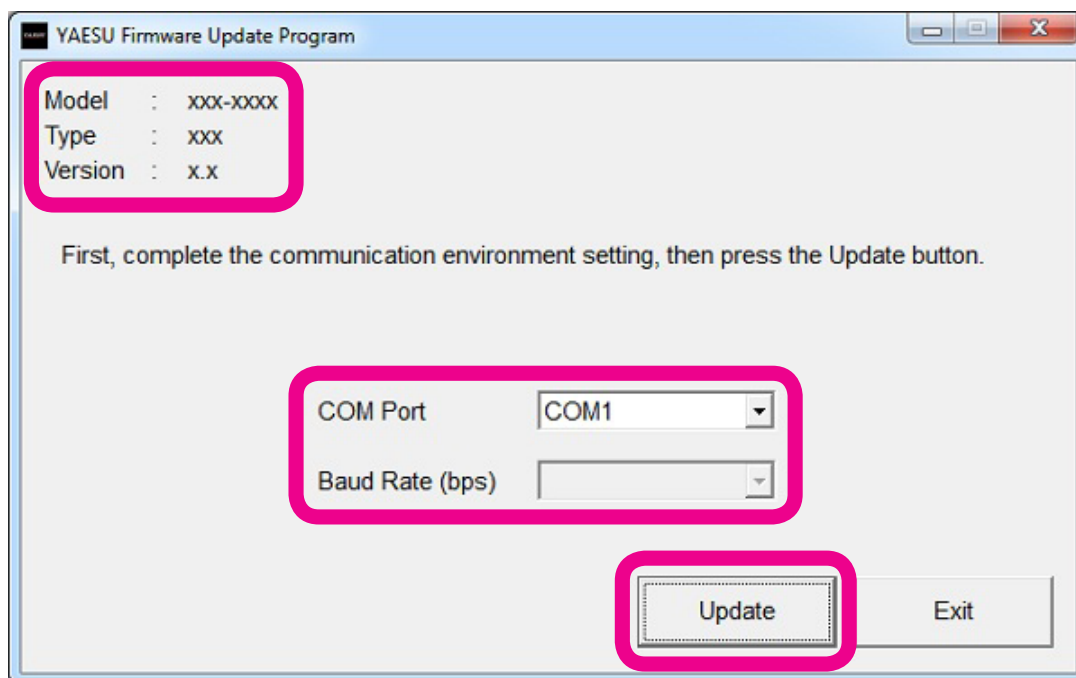 YAESU Firmware Update Program
Model : xxx-xxxx
Type : xxx
Version : x.x
First, complete the communication environment setting, then press the Update button.
COM Port COM1
Baud Rate (bps)
Update Exit